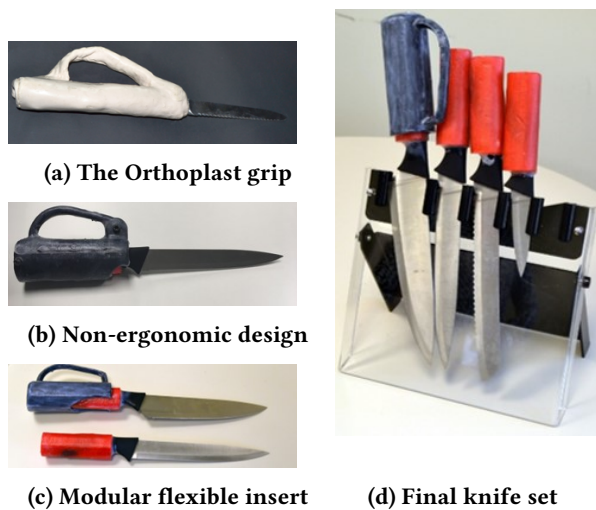 (a) The Orthoplast grip
(b) Non-ergonomic design
(c) Modular flexible insert
(d) Final knife set